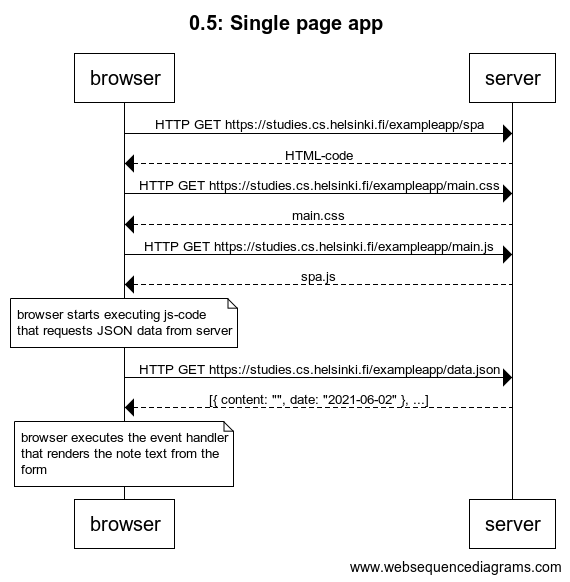 0.5: Single page app
browser
server
HTTP GET https://studies.cs.helsinki.fi/exampleapp/spa
HTML-code
HTTP GET https://studies.cs.helsinki.fi/exampleapp/main.css
main.css
HTTP GET https://studies.cs.helsinki.fi/exampleapp/main.js
spa.js
browser starts executing js-code
that requests JSON data from server
HTTP GET https://studies.cs.helsinki.fi/exampleapp/data.json
[{ content: "", date: "2021-06-02" }, ...]
browser executes the event handler
that renders the note text from the
form
browser
server
www.websequencediagrams.com